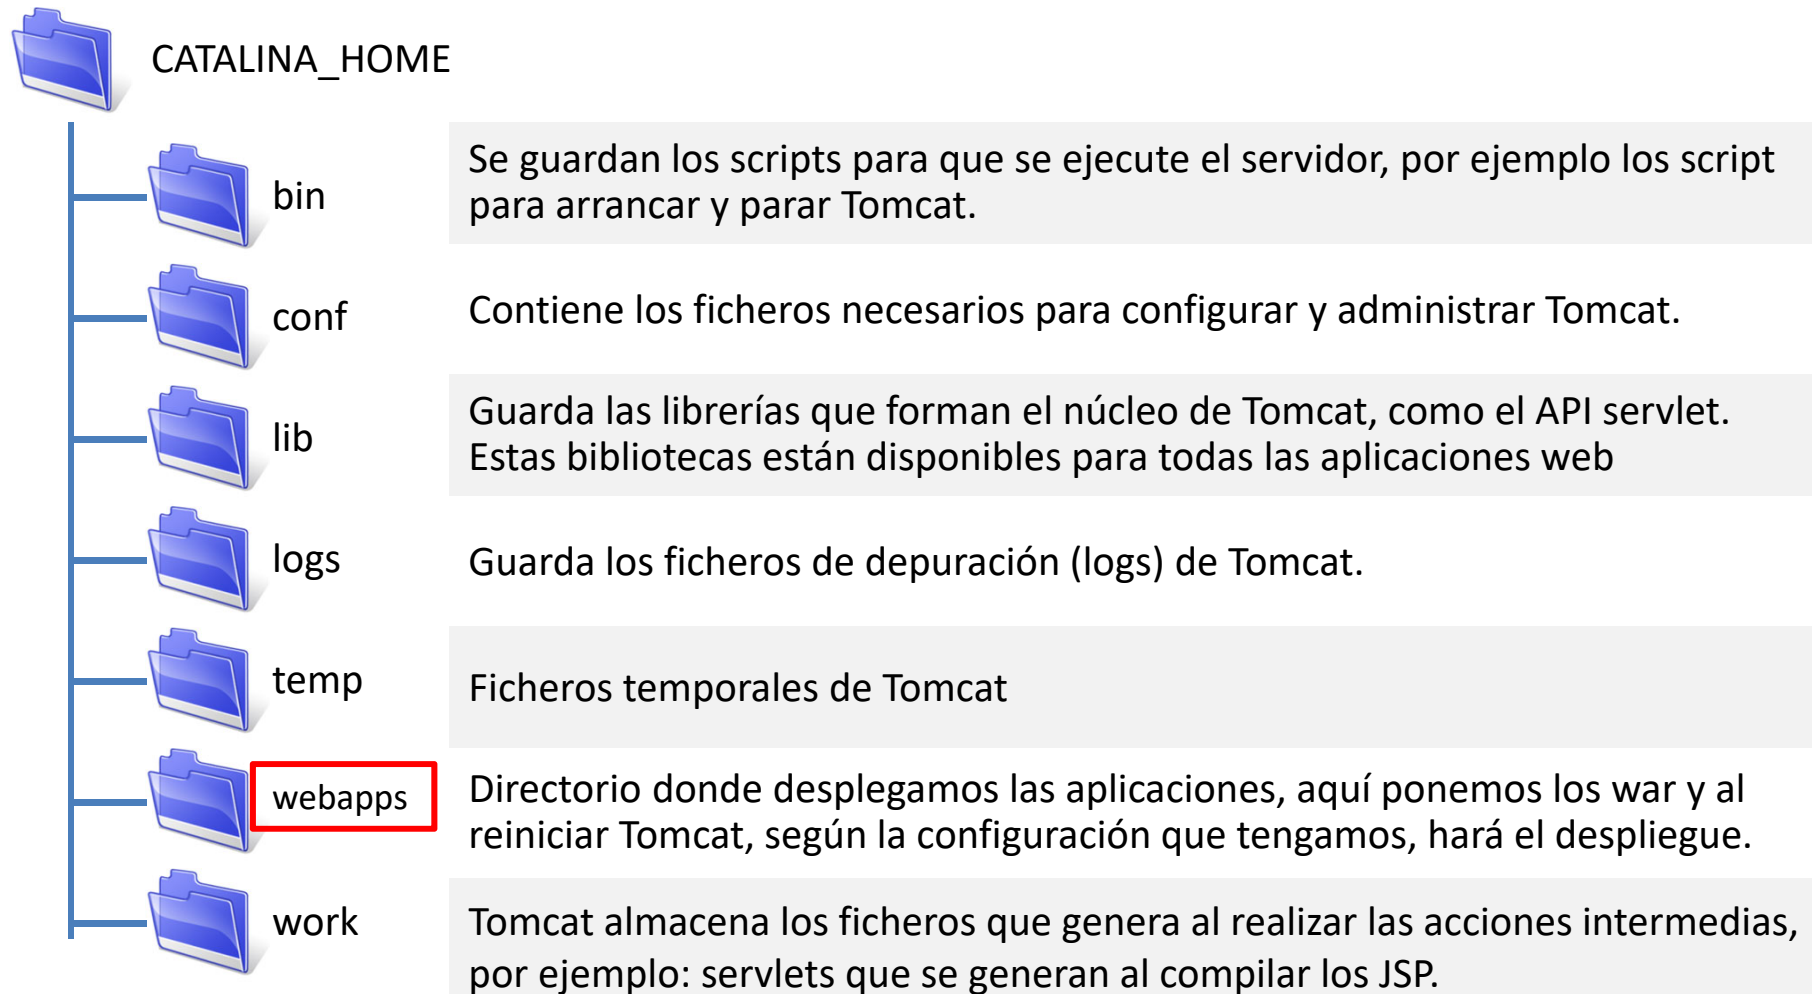 CATALINA_HOME
bin
Se guardan los scripts para que se ejecute el servidor, por ejemplo los script
para arrancar y parar Tomcat.
conf
Contiene los ficheros necesarios para configurar y administrar Tomcat.
lib
Guarda las librerías que forman el núcleo de Tomcat, como el API servlet.
Estas bibliotecas están disponibles para todas las aplicaciones web
logs
Guarda los ficheros de depuración (logs) de Tomcat.
temp
Ficheros temporales de Tomcat
webapps
Directorio donde desplegamos las aplicaciones, aquí ponemos los war y al
reiniciar Tomcat, según la configuración que tengamos, hará el despliegue.
work
Tomcat almacena los ficheros que genera al realizar las acciones intermedias,
por ejemplo: servlets que se generan al compilar los JSP.